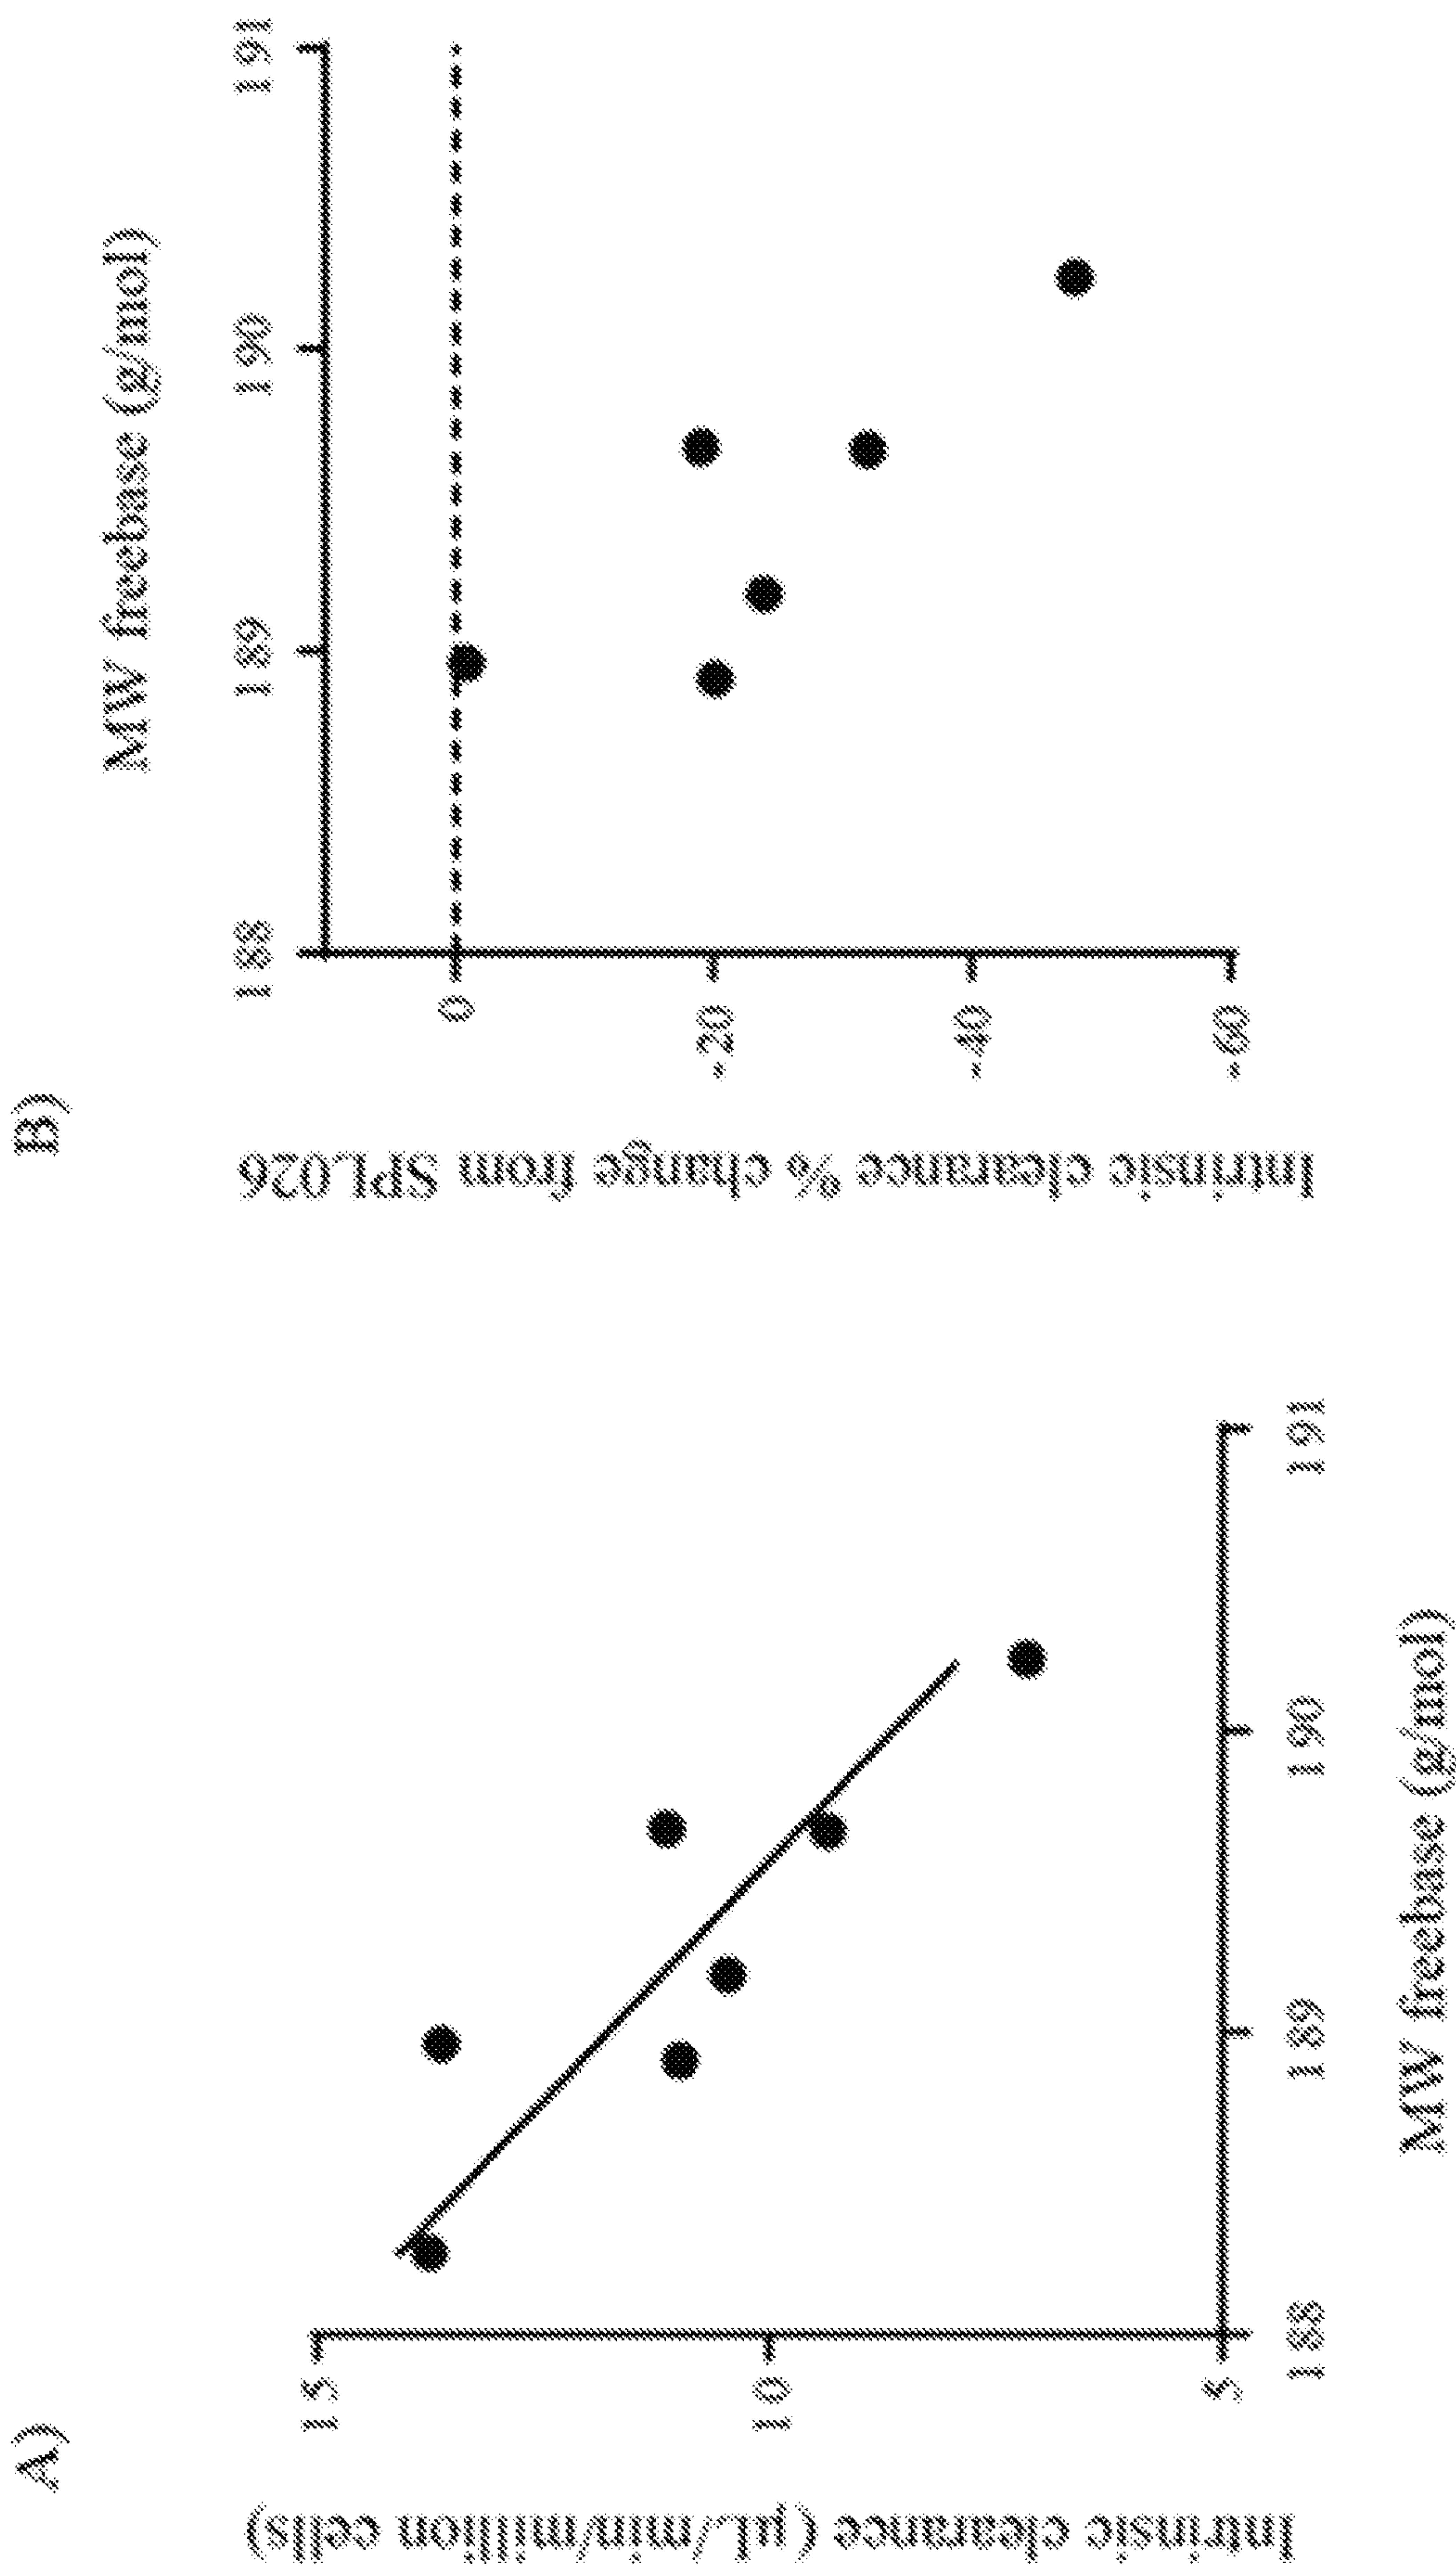 A)
Intrinsic clearance (µL/min/million cells)
15
10
5
188
189
190
191
MW freebase (g/mol)
B)
MW freebase (g/mol)
188
189
190
191
0
-20
-40
-60
Intrinsic clearance % change from SPL026